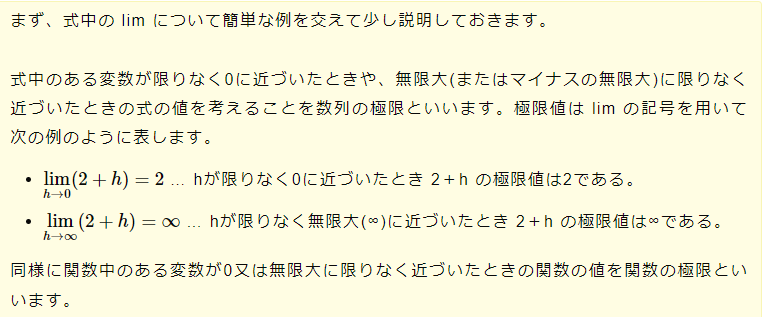 まず、式中の lim について簡単な例を交えて少し説明しておきます。
式中のある変数が限りなく0に近づいたときや、無限大(またはマイナスの無限大)に限りなく
近づいたときの式の値を考えることを数列の極限といいます。極限値は lim の記号を用いて
次の例のように表します。
• lim_{h→0}(2 + h) = 2 ... hが限りなく0に近づいたとき 2+h の極限値は2である。
• lim_{h→∞}(2 + h) = ∞ ... hが限りなく無限大(∞)に近づいたとき 2+h の極限値は∞である。
同様に関数中のある変数が0又は無限大に限りなく近づいたときの関数の値を関数の極限とい
います。